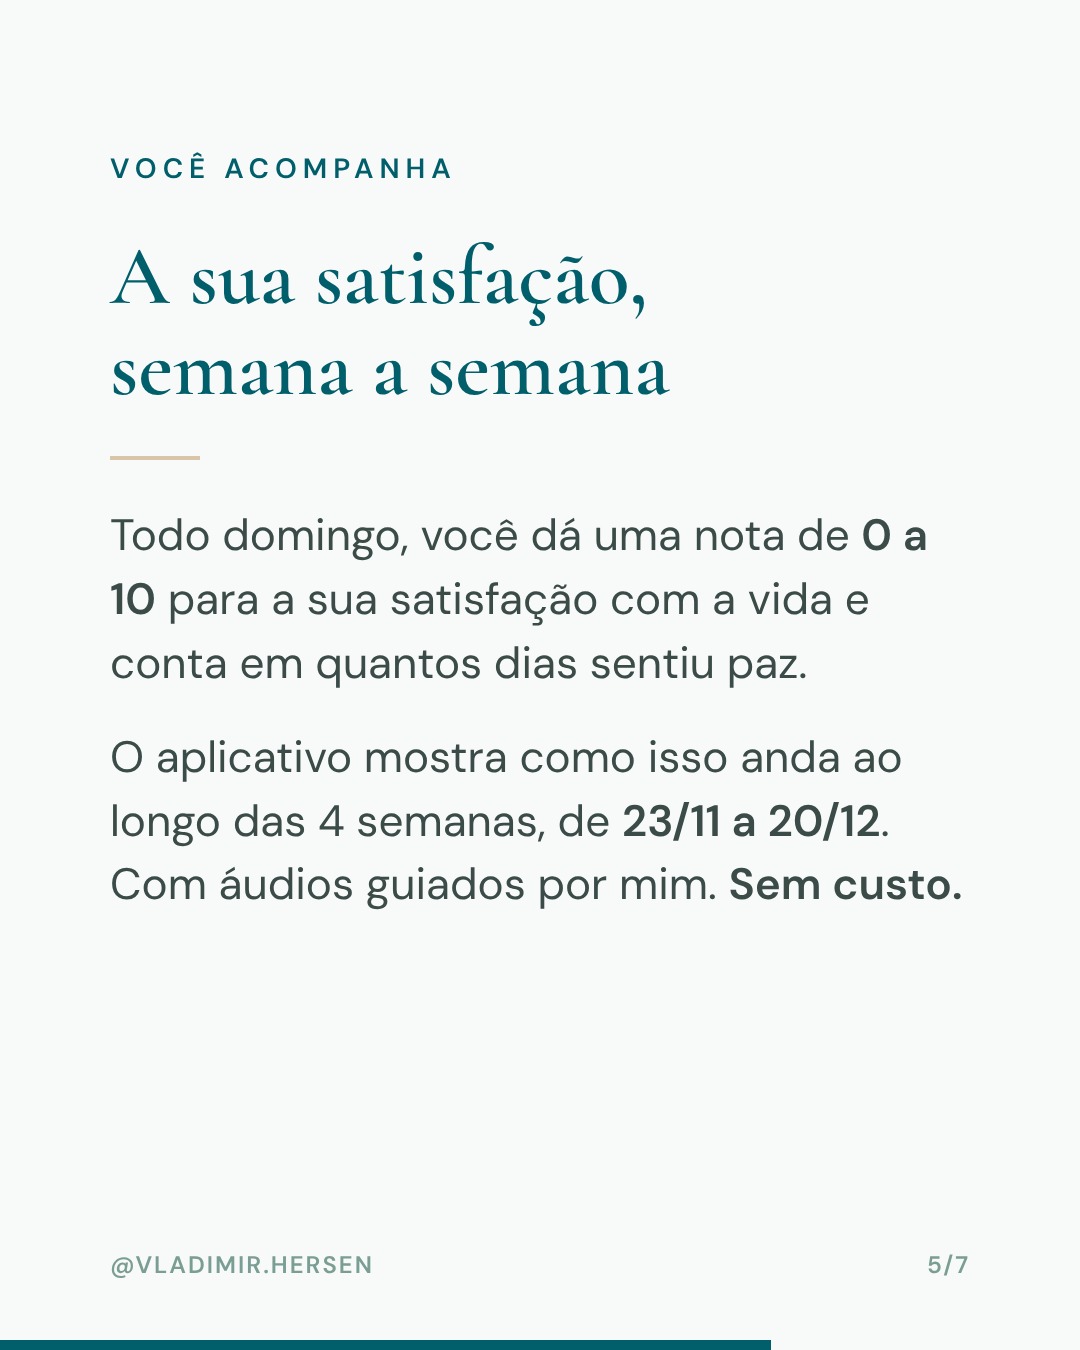 VOCÊ ACOMPANHA
A sua satisfação,
semana a semana
Todo domingo, você dá uma nota de 0 a
10 para a sua satisfação com a vida e
conta em quantos dias sentiu paz.
O aplicativo mostra como isso anda ao
longo das 4 semanas, de 23/11 a 20/12.
Com áudios guiados por mim. Sem custo.
@VLADIMIR.HERSEN
5/7